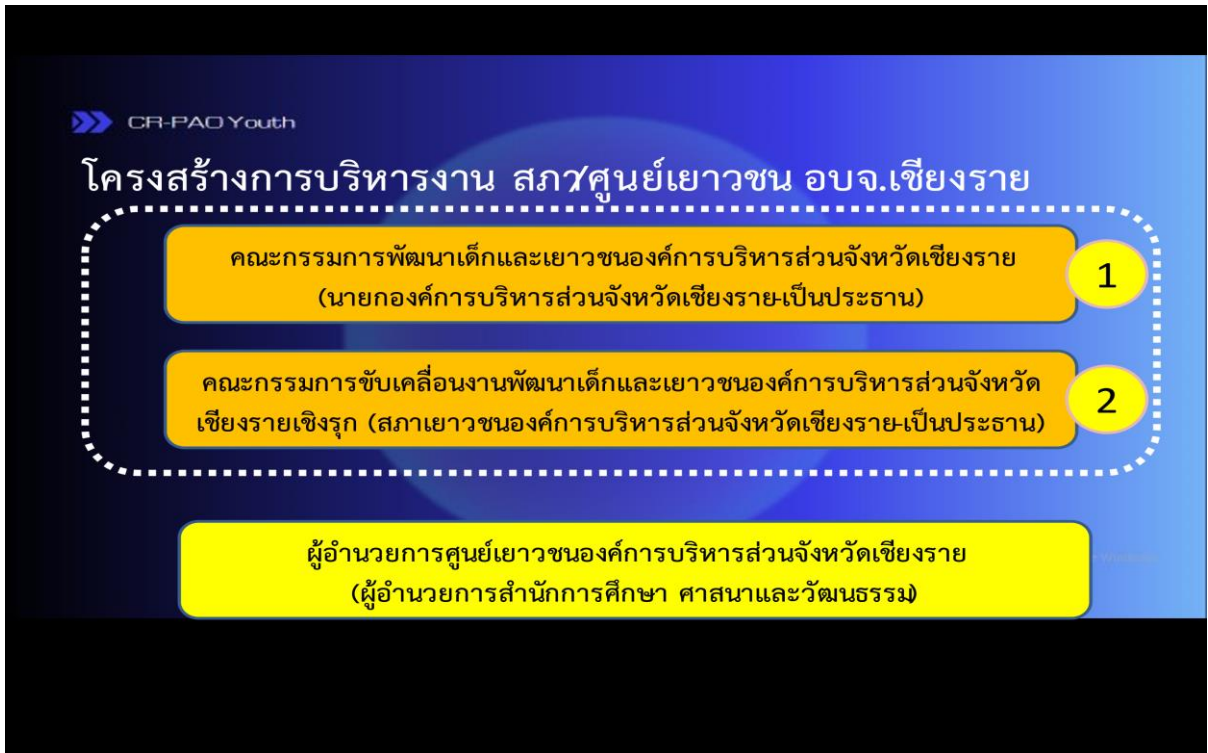 CR-PAO Youth
โครงสร้างการบริหารงาน สภา/ศูนย์เยาวชน อบจ.เชียงราย
คณะกรรมการพัฒนาเด็กและเยาวชนองค์การบริหารส่วนจังหวัดเชียงราย
(นายกองค์การบริหารส่วนจังหวัดเชียงราย-เป็นประธาน)
1
คณะกรรมการขับเคลื่อนงานพัฒนาเด็กและเยาวชนองค์การบริหารส่วนจังหวัด
เชียงรายเชิงรุก (สภาเยาวชนองค์การบริหารส่วนจังหวัดเชียงราย-เป็นประธาน)
2
ผู้อำนวยการศูนย์เยาวชนองค์การบริหารส่วนจังหวัดเชียงราย
(ผู้อำนวยการสำนักการศึกษา ศาสนาและวัฒนธรรม)